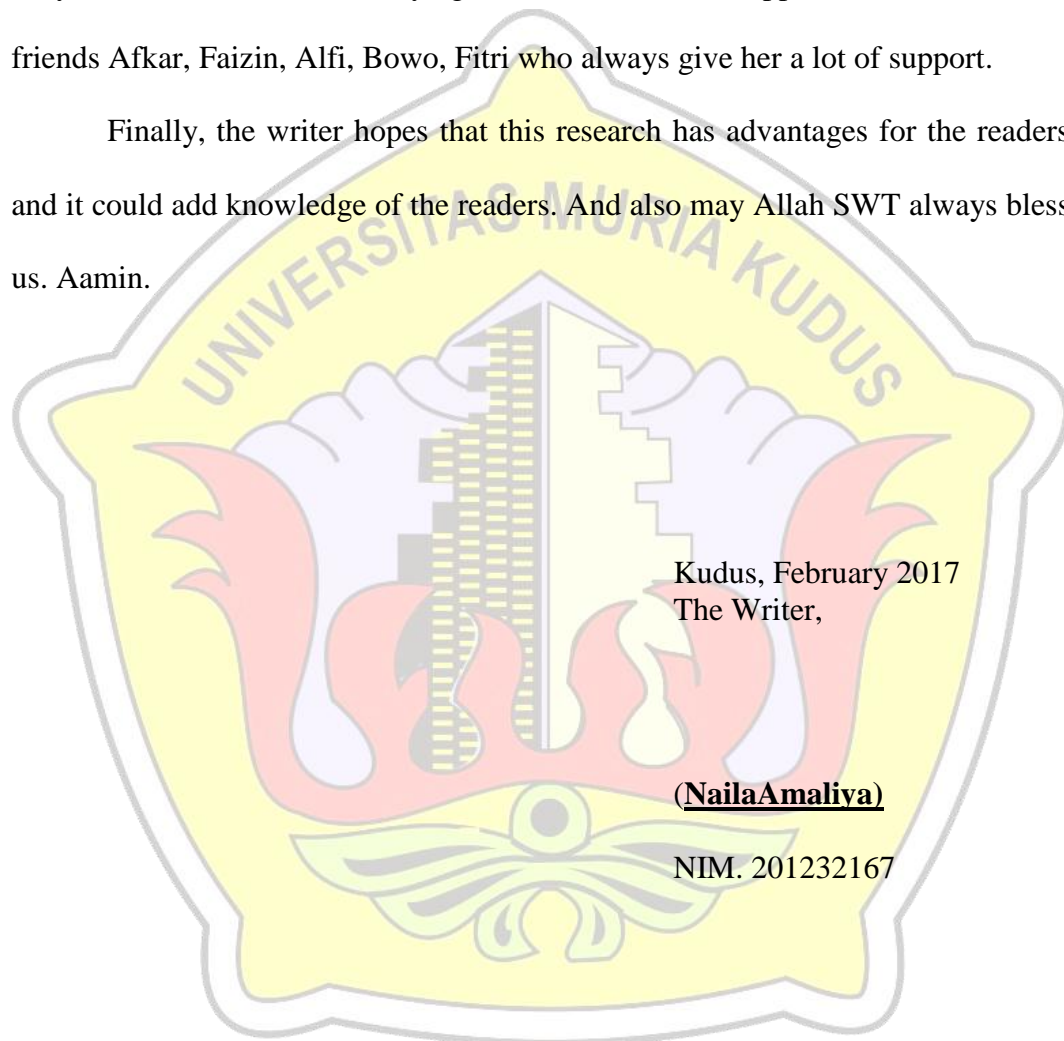 friends Afkar, Faizin, Alfi, Bowo, Fitri who always give her a lot of support.
Finally, the writer hopes that this research has advantages for the readers
and it could add knowledge of the readers. And also may Allah SWT always bless
us. Aamin.
UNIVERSITAS MURIA KUDUS
Kudus, February 2017
The Writer,
(NailaAmaliya)
NIM. 201232167